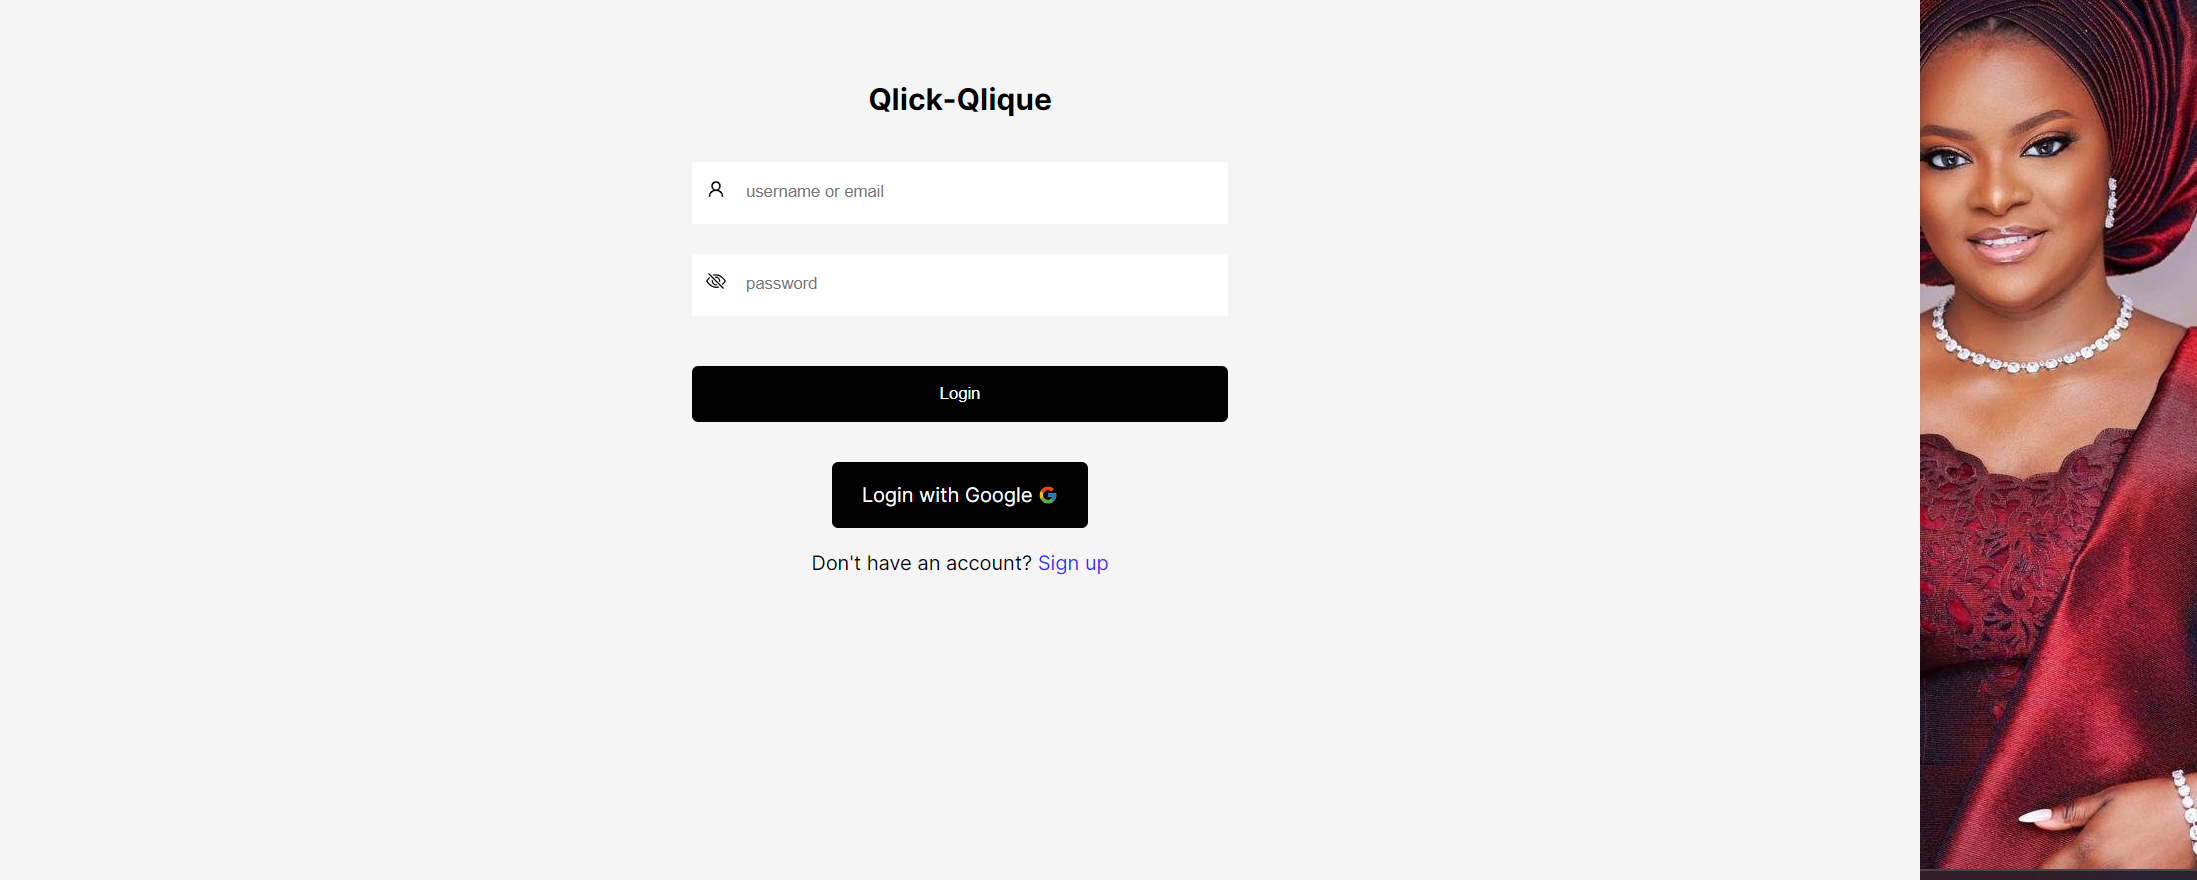 Qlick-Qlique
username or email
password
Login
Login with Google
Don't have an account? Sign up